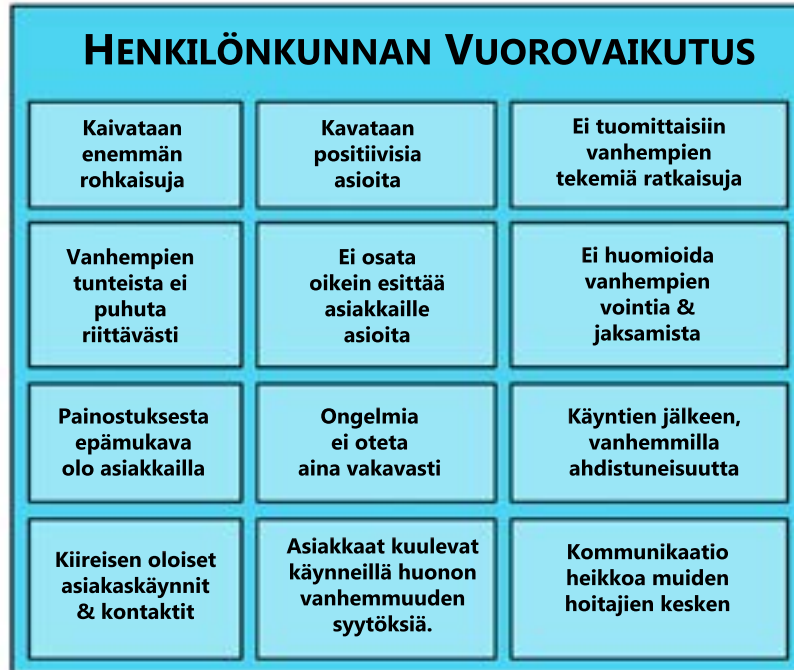 HENKILÖNKUNNAN VUOROVAIKUTUS
Kaivataan
enemmän
rohkaisuja
Kavataan
positiivisia
asioita
Ei tuomittaisiin
vanhempien
tekemiä ratkaisuja
Vanhempien
tunteista ei
puhuta
riittävästi
Ei osata
oikein esittää
asiakkaille
asioita
Ei huomioida
vanhempien
vointia &
jaksamista
Painostuksesta
epämukava
olo asiakkailla
Ongelmia
ei oteta
aina vakavasti
Käyntien jälkeen,
vanhemmilla
ahdistuneisuutta
Kiireisen oloiset
asiakaskäynnit
& kontaktit
Asiakkaat kuulevat
käynneillä huonon
vanhemmuuden
syytöksiä.
Kommunikaatio
heikkoa muiden
hoitajien kesken